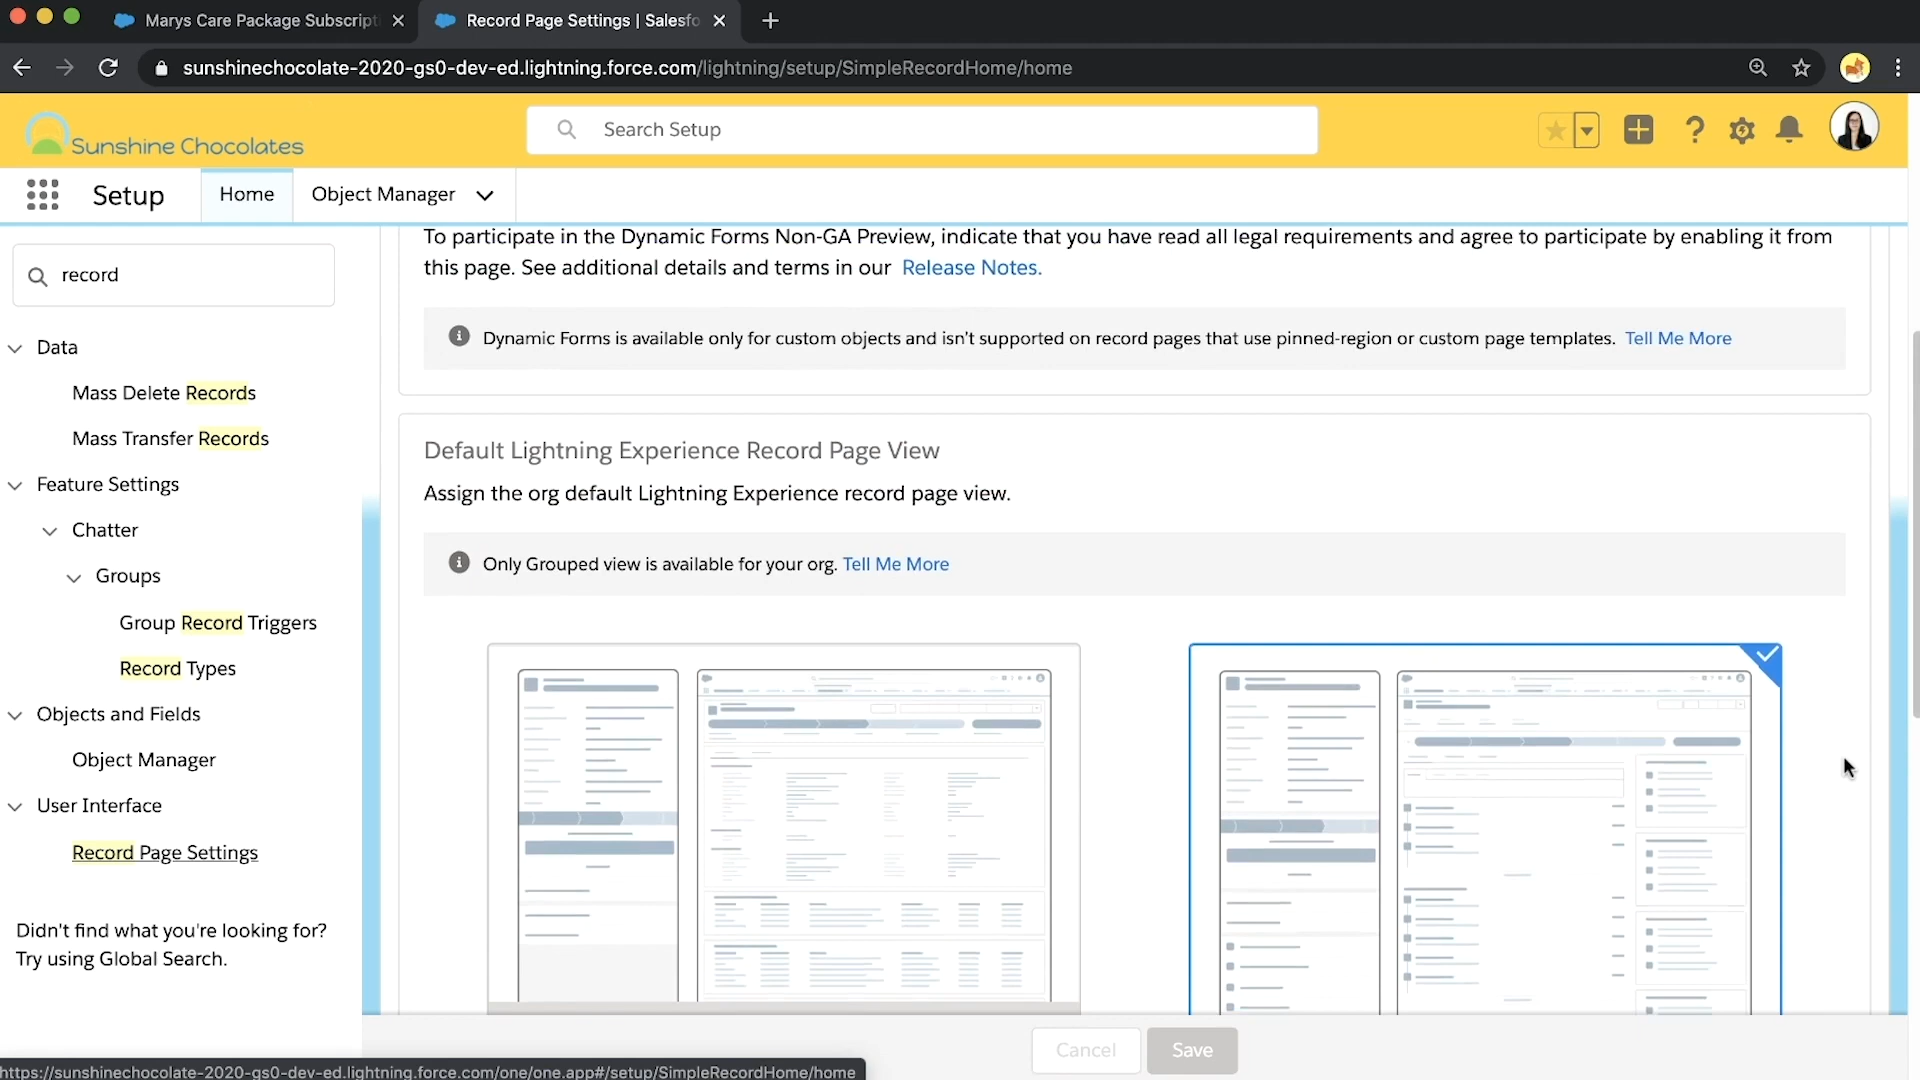 Marys Care Package Subscripti
Record Page Settings | Salesfo
sunshinechocolate-2020-gs0-dev-ed.lightning.force.com/lightning/setup/SimpleRecordHome/home
Sunshine Chocolates
Search Setup
Setup
Home
Object Manager
record
Data
Mass Delete Records
Mass Transfer Records
Feature Settings
Chatter
Groups
Group Record Triggers
Record Types
Objects and Fields
Object Manager
User Interface
Record Page Settings
Didn't find what you're looking for?
Try using Global Search.
To participate in the Dynamic Forms Non-GA Preview, indicate that you have read all legal requirements and agree to participate by enabling it from
this page. See additional details and terms in our Release Notes.
Dynamic Forms is available only for custom objects and isn't supported on record pages that use pinned-region or custom page templates. Tell Me More
Default Lightning Experience Record Page View
Assign the org default Lightning Experience record page view.
Only Grouped view is available for your org. Tell Me More
Cancel
Save
https://sunshinechocolate-2020-gs0-dev-ed.lightning.force.com/one/one.app#/setup/SimpleRecordHome/home